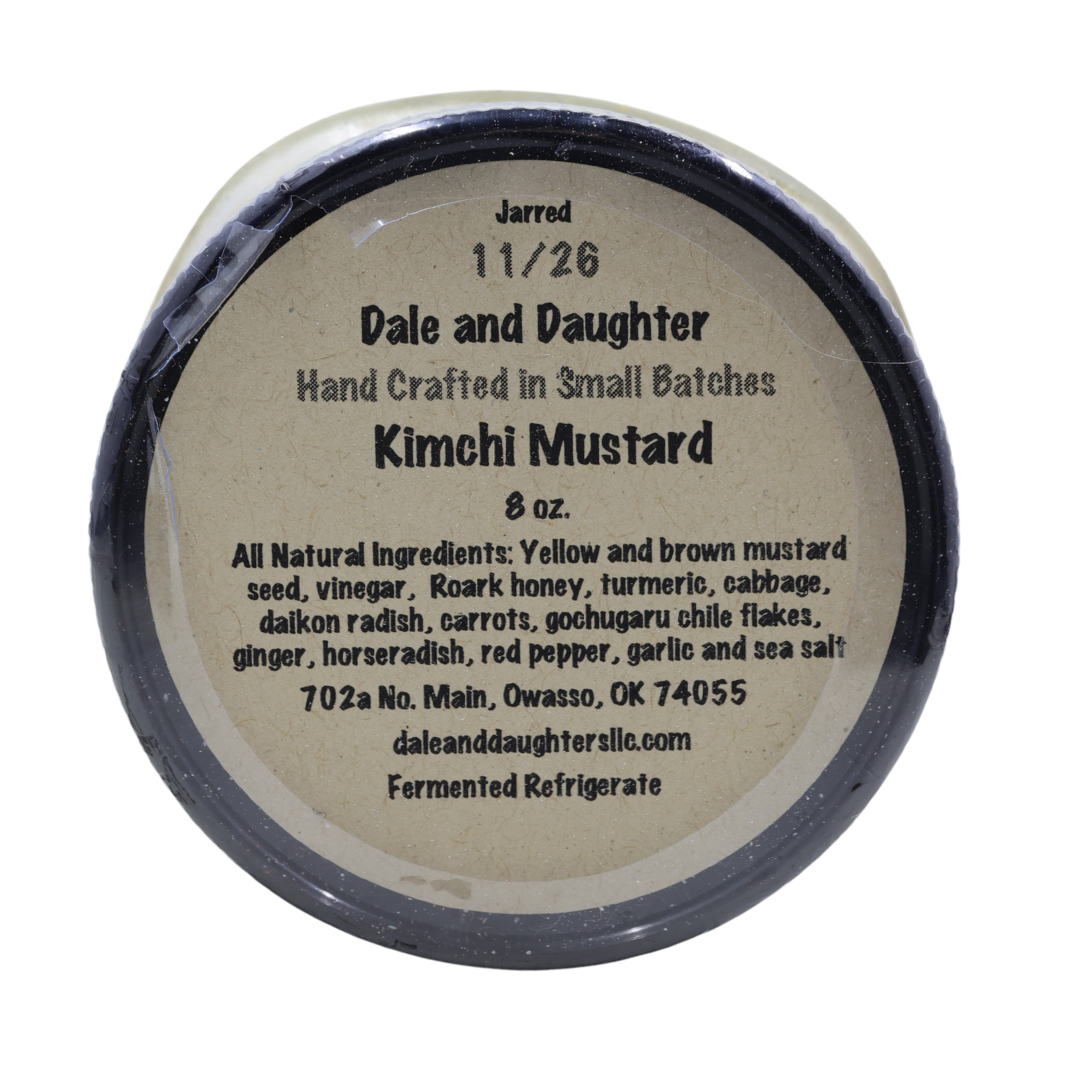 Jarred
11/26
Dale and Daughter
Hand Crafted in Small Batches
Kimchi Mustard
8 oz.
All Natural Ingredients: Yellow and brown mustard
seed, vinegar, Roark honey, turmeric, cabbage,
daikon radish, carrots, gochugaru chile flakes,
ginger, horseradish, red pepper, garlic and sea salt
702a No. Main, Owasso, OK 74055
daleanddaughtersllc.com
Fermented Refrigerate